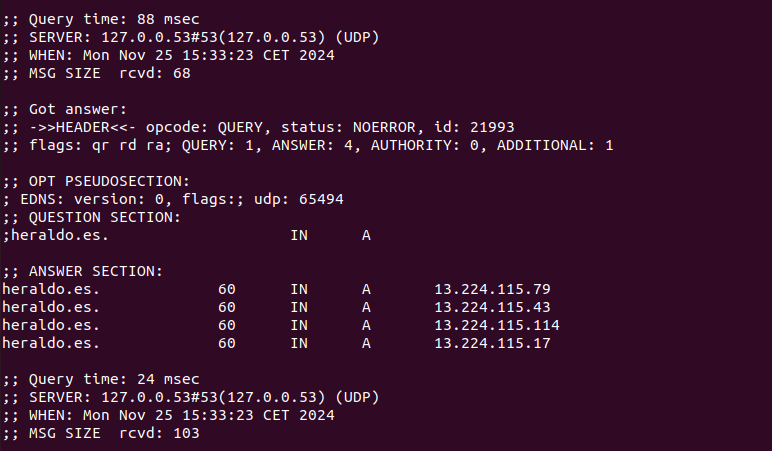 ;; Query time: 88 msec
;; SERVER: 127.0.0.53#53(127.0.0.53) (UDP)
;; WHEN: Mon Nov 25 15:33:23 CET 2024
;; MSG SIZE  rcvd: 68

;; Got answer:
;; ->>HEADER<<- opcode: QUERY, status: NOERROR, id: 21993
;; flags: qr rd ra; QUERY: 1, ANSWER: 4, AUTHORITY: 0, ADDITIONAL: 1

;; OPT PSEUDOSECTION:
; EDNS: version: 0, flags:; udp: 65494
;; QUESTION SECTION:
;heraldo.es.			IN	A

;; ANSWER SECTION:
heraldo.es.		60	IN	A	13.224.115.79
heraldo.es.		60	IN	A	13.224.115.43
heraldo.es.		60	IN	A	13.224.115.114
heraldo.es.		60	IN	A	13.224.115.17

;; Query time: 24 msec
;; SERVER: 127.0.0.53#53(127.0.0.53) (UDP)
;; WHEN: Mon Nov 25 15:33:23 CET 2024
;; MSG SIZE  rcvd: 103